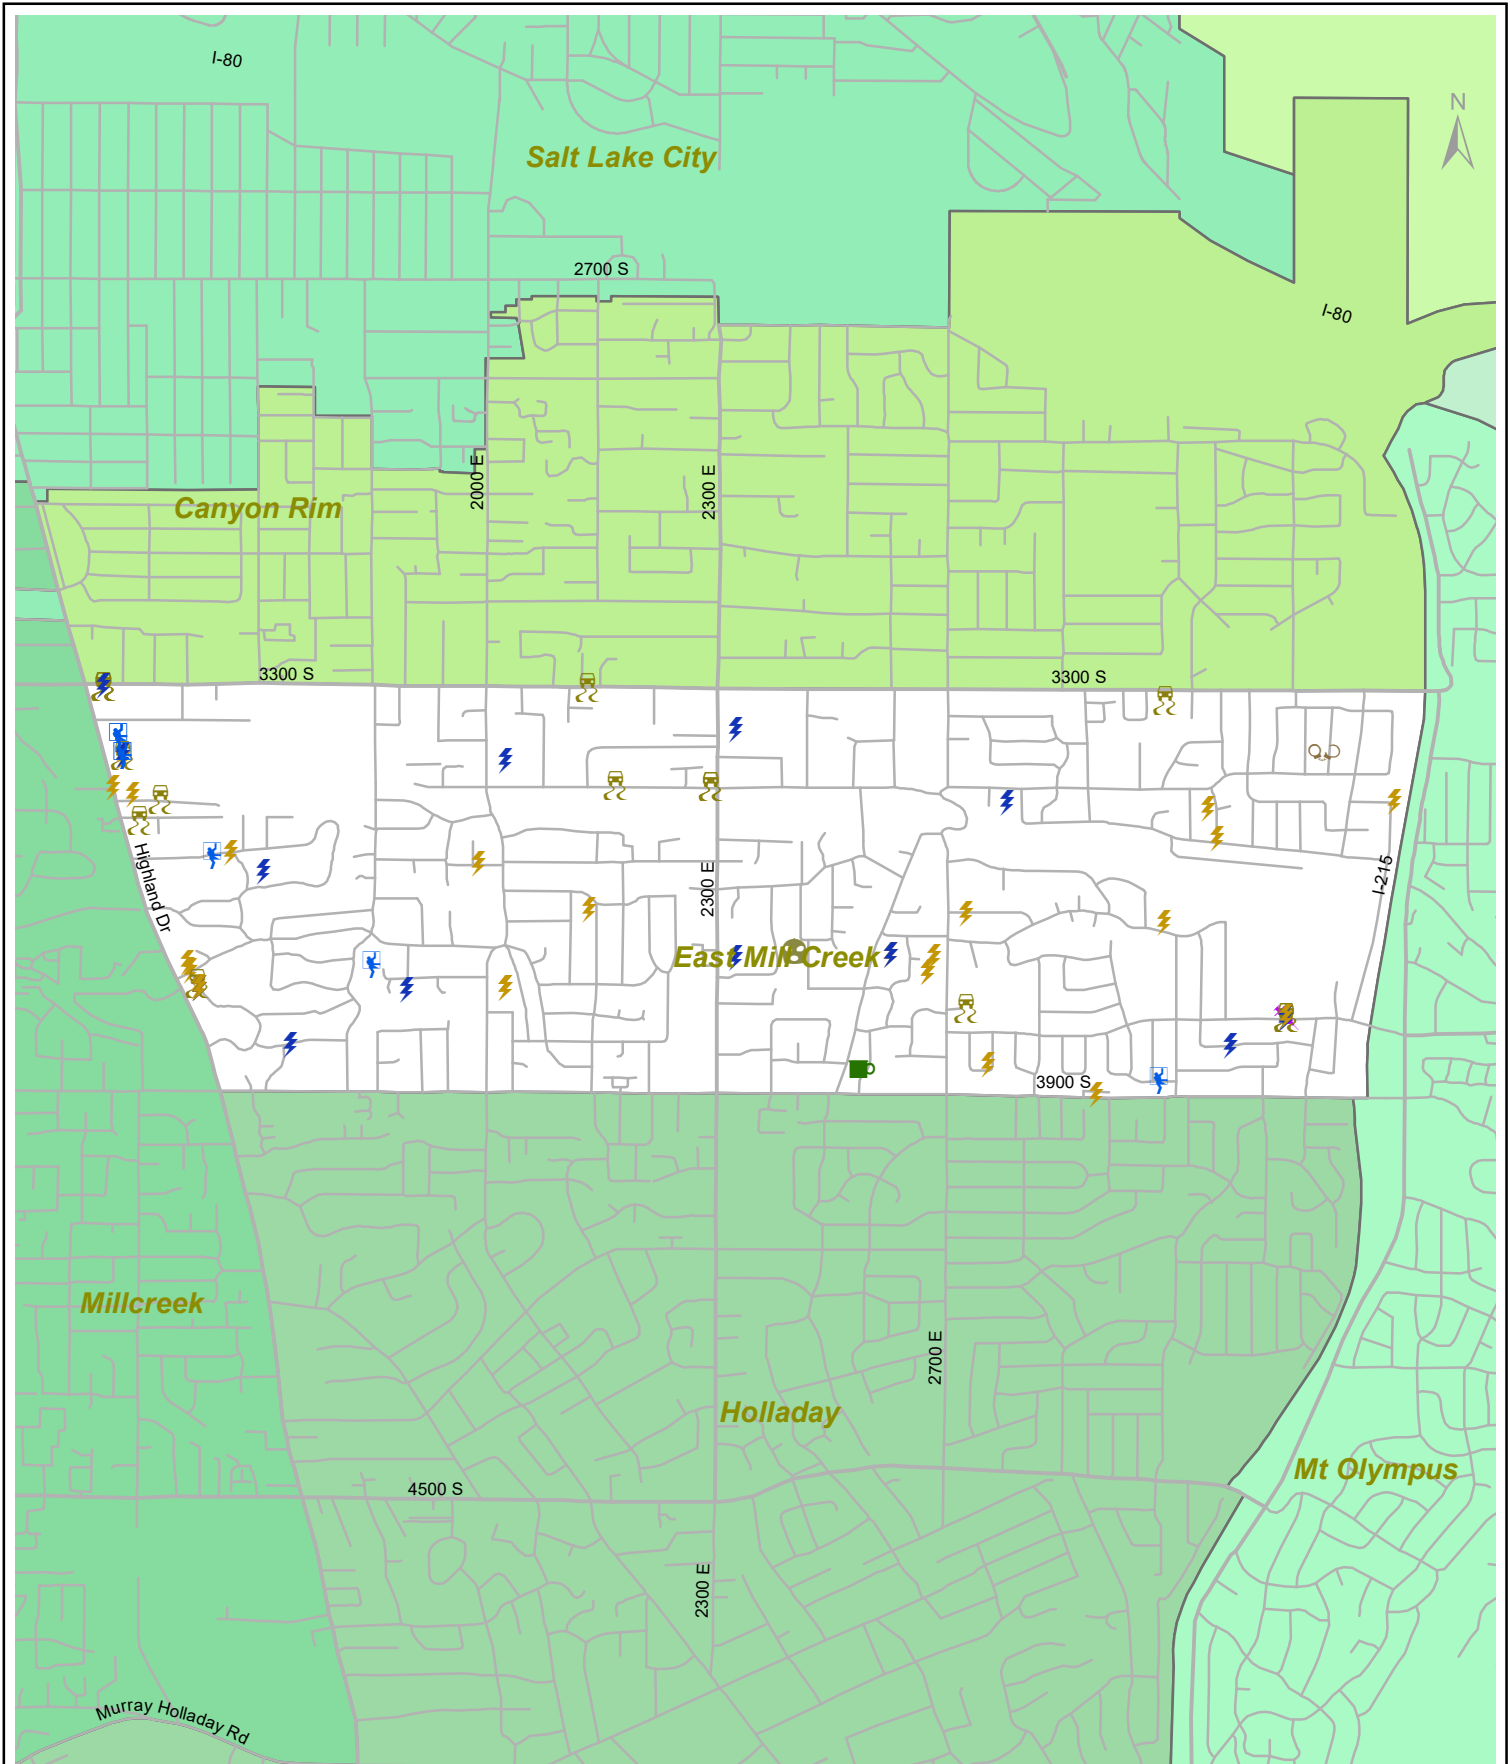 I-80
N
Salt Lake City
2700 S
I-80
2000 E
2300 E
Canyon Rim
3300 S
3300 S
Highland Dr
2300 E
I-215
East Mill Creek
3900 S
Millcreek
2700 E
Holladay
Mt Olympus
4500 S
2300 E
Murray Holladay Rd